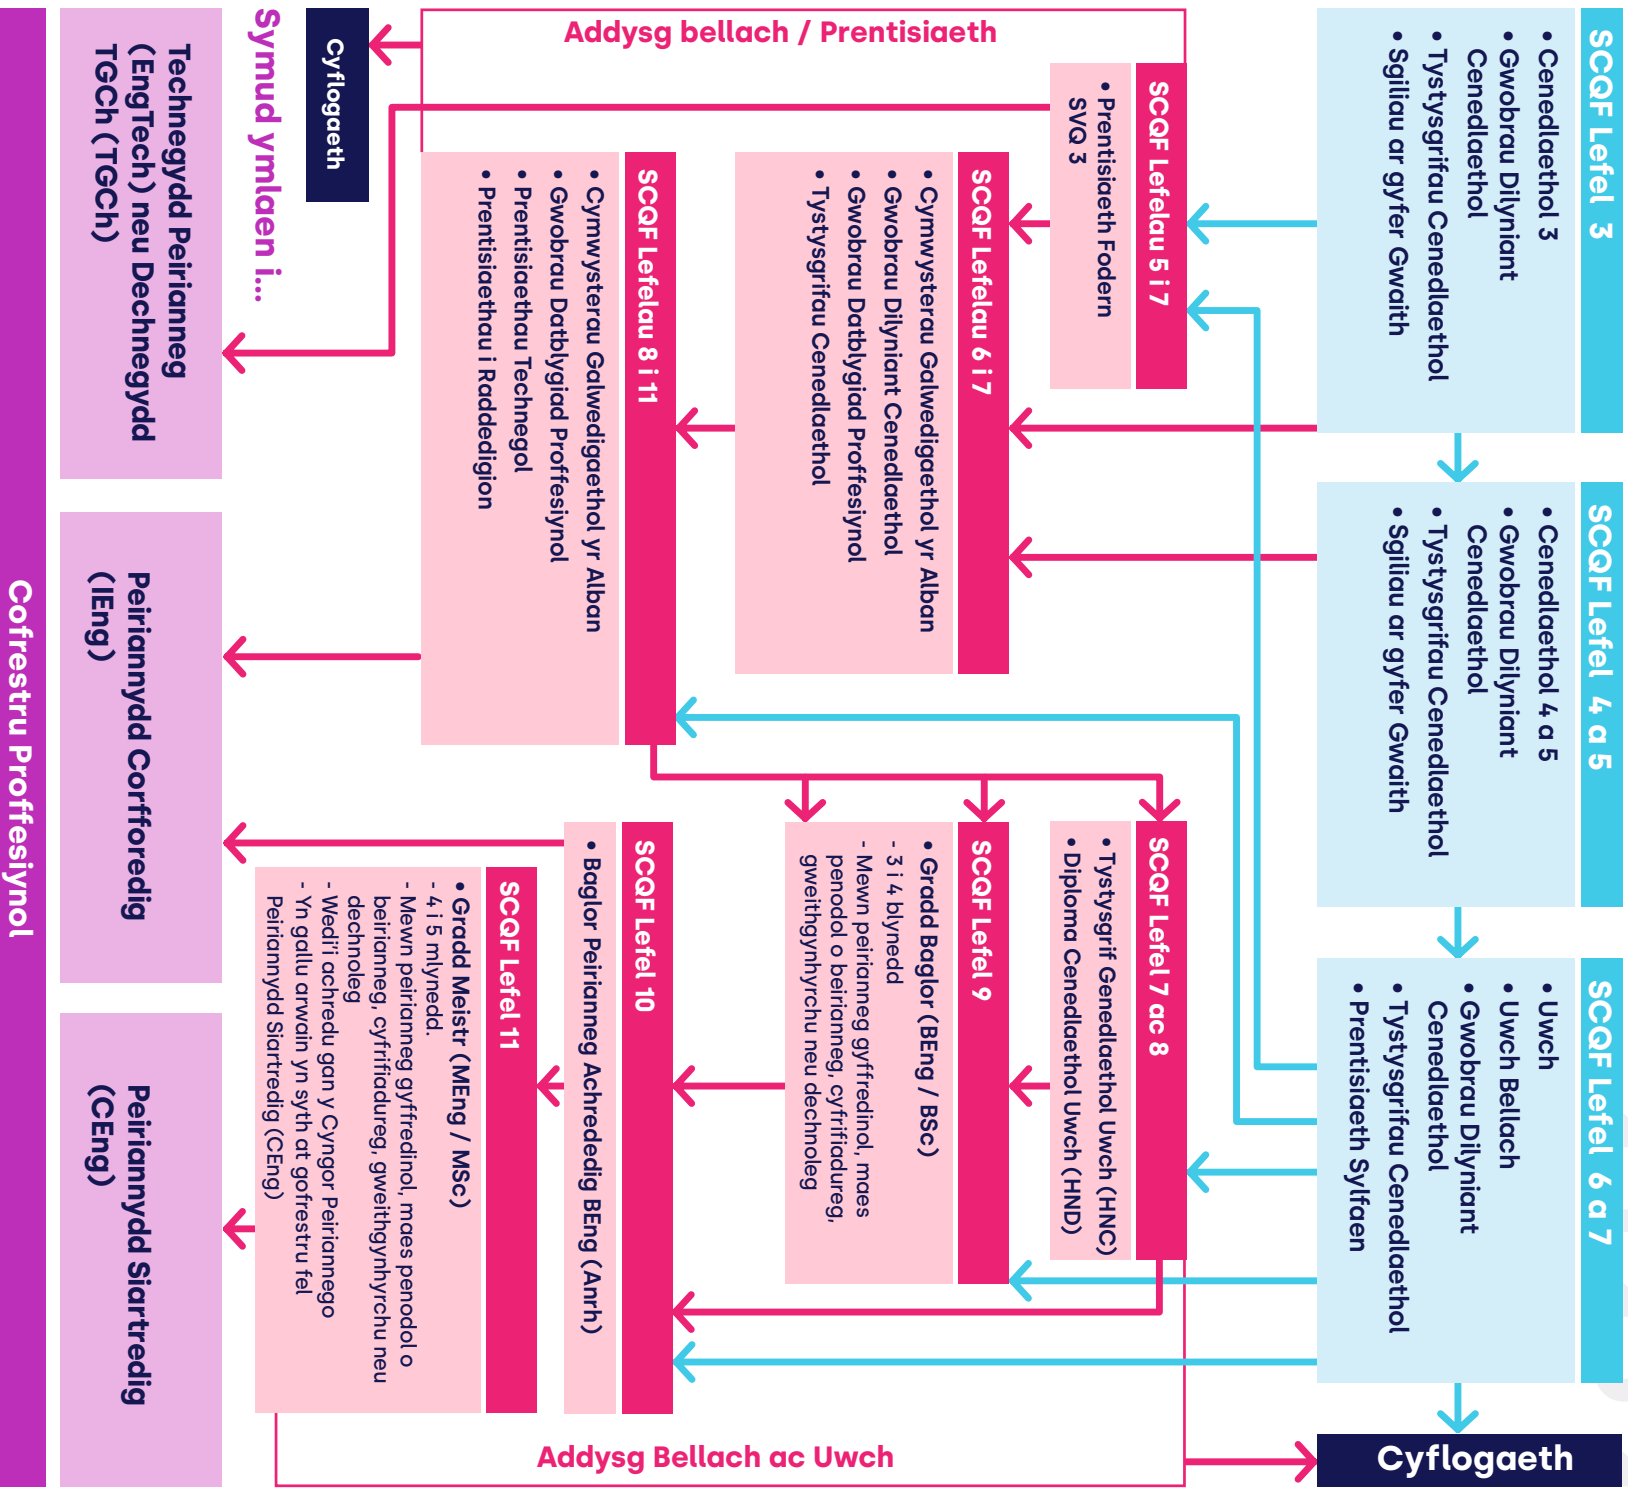 SCQF Lefel 3
• Cenedlaethol 3
• Gwobrau Dilyniant
Cenedlaethol
• Tystysgrifau Cenedlaethol
• Sgiliau ar gyfer Gwaith
SCQF Lefel 4 a 5
• Cenedlaethol 4 a 5
• Gwobrau Dilyniant
Cenedlaethol
• Tystysgrifau Cenedlaethol
• Sgiliau ar gyfer Gwaith
SCQF Lefel 6 a 7
• Uwch
• Uwch Bellach
• Gwobrau Dilyniant
Cenedlaethol
• Tystysgrifau Cenedlaethol
• Prentisiaeth Sylfaen
Cyflogaeth
Addysg bellach / Prentisiaeth
SCQF Lefelau 5 i 7
• Prentisiaeth Fodern
SVQ 3
SCQF Lefelau 6 i 7
• Cymwysterau Galwedigaethol yr Alban
• Gwobrau Dilyniant Cenedlaethol
• Gwobrau Datblygiad Proffesiynol
• Tystysgrifau Cenedlaethol
SCQF Lefelau 8 i 11
• Cymwysterau Galwedigaethol yr Alban
• Gwobrau Datblygiad Proffesiynol
• Prentisiaethau Technegol
• Prentisiaethau i Raddedigion
SCQF Lefel 7 ac 8
• Tystysgrif Genedlaethol Uwch (HNC)
• Diploma Cenedlaethol Uwch (HND)
SCQF Lefel 9
• Gradd Baglor (BEng / BSc)
- 3 i 4 blynedd
- Mewn peirianneg gyffredinol, maes
penodol o beirianneg, cyfrifiadureg,
gweithgynhyrchu neu dechnoleg
SCQF Lefel 10
• Baglor Peirianneg Achrededig BEng (Anrh)
SCQF Lefel 11
• Gradd Meistr (MEng / MSc)
- 4 i 5 mlynedd.
- Mewn peirianneg gyffredinol, maes penodol o
beirianneg, cyfrifiadureg, gweithgynhyrchu neu
dechnoleg
- Wedi'i achredu gan y Cyngor Peiriannego
- Yn gallu arwain yn syth at gofrestru fel
Peiriannydd Siartredig (CEng)
Addysg Bellach ac Uwch
Cyflogaeth
Symud ymlaen i...
Technegydd Peirianneg
(EngTech) neu Dechnegydd
TGCh (TGCh)
Peiriannydd Corfforedig
(IEng)
Peiriannydd Siartredig
(CEng)
Cofrestru Proffesiynol